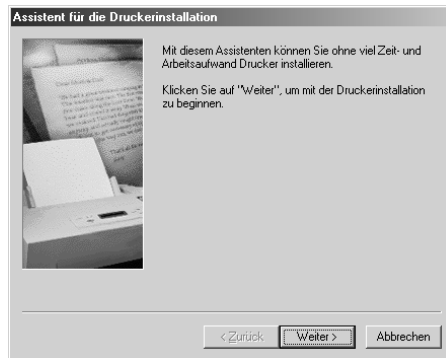 Assistent für die Druckerinstallation
Mit diesem Assistenten können Sie ohne viel Zeit- und
Arbeitsaufwand Drucker installieren.
Klicken Sie auf "Weiter", um mit der Druckerinstallation
zu beginnen.
< Zurück
Weiter >
Abbrechen